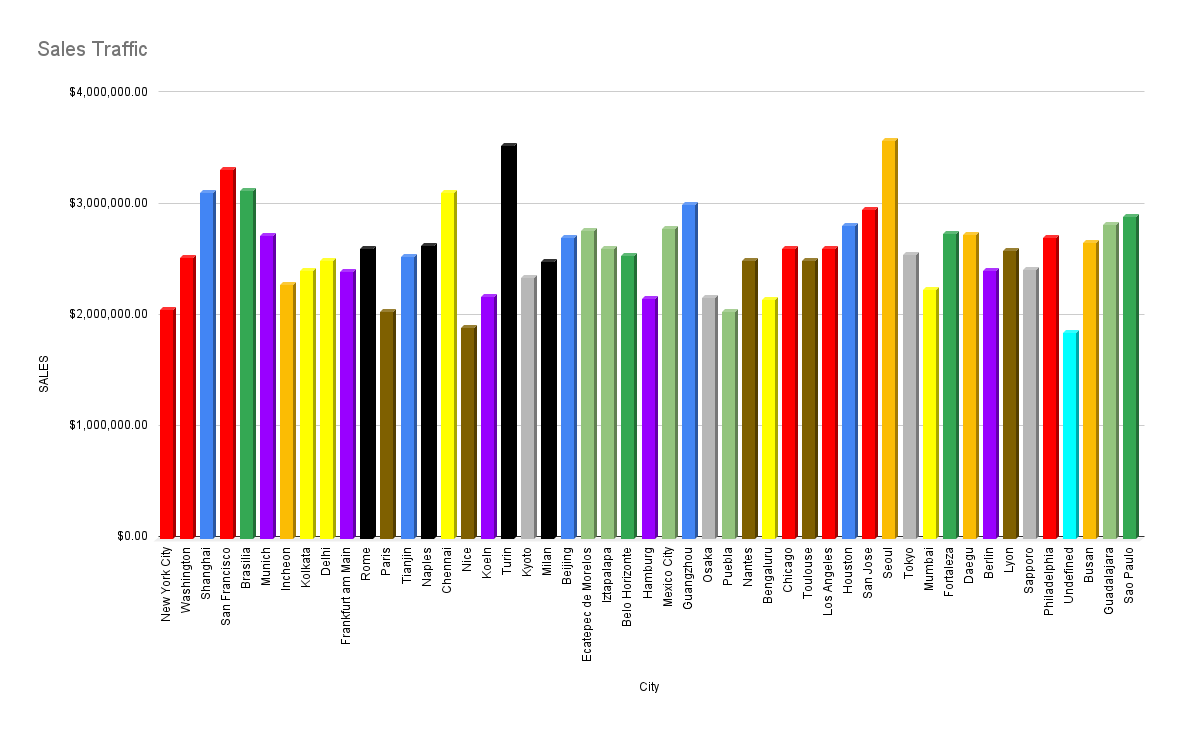 Sales Traffic
$4,000,000.00
$3,000,000.00
$2,000,000.00
$1,000,000.00
$0.00
SALES
New York City
Washington
Shanghai
San Francisco
Brasilia
Munich
Incheon
Kolkata
Delhi
Frankfurt am Main
Rome
Paris
Tianjin
Naples
Chennai
Nice
Koeln
Turin
Kyoto
Milan
Beijing
Ecatepec de Morelos
Iztapalapa
Belo Horizonte
Hamburg
Mexico City
Guangzhou
Osaka
Puebla
Nantes
Bengaluru
Chicago
Toulouse
Los Angeles
Houston
San Jose
Seoul
Tokyo
Mumbai
Fortaleza
Daegu
Berlin
Lyon
Sapporo
Philadelphia
Undefined
Busan
Guadalajara
Sao Paulo
City